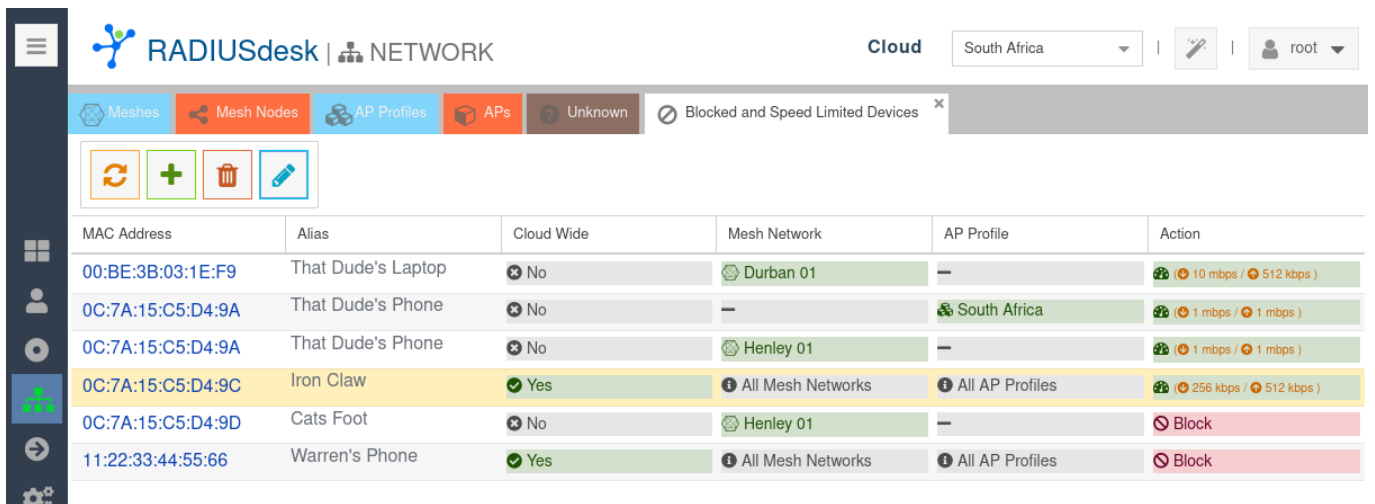 RADIUSdesk | NETWORK Cloud South Africa | | root
Meshes Mesh Nodes AP Profiles APs Unknown Blocked and Speed Limited Devices
MAC Address Alias Cloud Wide Mesh Network AP Profile Action
00:BE:3B:03:1E:F9 That Dude's Laptop No Durban 01 — (10 mbps / 512 kbps )
0C:7A:15:C5:D4:9A That Dude's Phone No — South Africa (1 mbps / 1 mbps )
0C:7A:15:C5:D4:9A That Dude's Phone No Henley 01 — (1 mbps / 1 mbps )
0C:7A:15:C5:D4:9C Iron Claw Yes All Mesh Networks All AP Profiles (256 kbps / 512 kbps )
0C:7A:15:C5:D4:9D Cats Foot No Henley 01 — Block
11:22:33:44:55:66 Warren's Phone Yes All Mesh Networks All AP Profiles Block